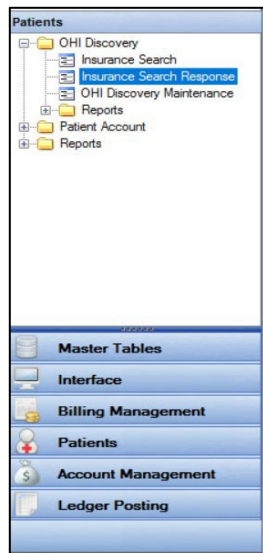 Patients
OHI Discovery
Insurance Search
Insurance Search Response
OHI Discovery Maintenance
Reports
Patient Account
Reports
Master Tables
Interface
Billing Management
Patients
Account Management
Ledger Posting